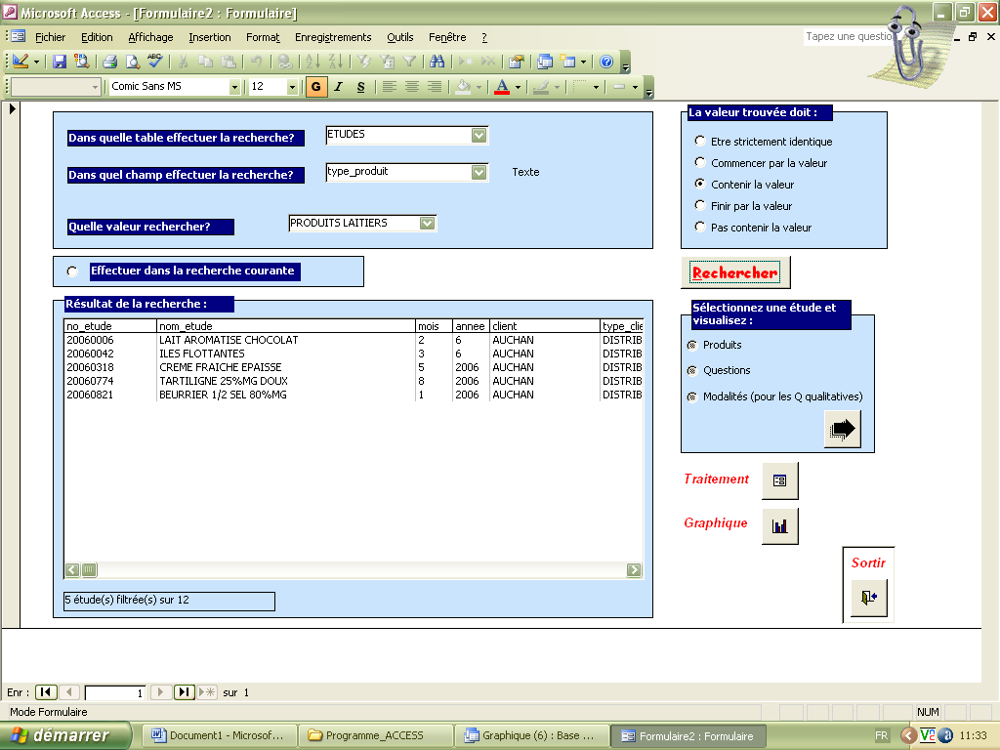 Microsoft Access - [Formulaire2 : Formulaire]
Fichier Edition Affichage Insertion Format Enregistrements Outils Fenêtre ?
Tapez une questio
Comic Sans MS 12 G I S
Dans quelle table effectuer la recherche? ETUDES
Dans quel champ effectuer la recherche? type_produit Texte
Quelle valeur rechercher? PRODUITS LAITIERS
La valeur trouvée doit :
Etre strictement identique
Commencer par la valeur
Contenir la valeur
Finir par la valeur
Pas contenir la valeur
Effectuer dans la recherche courante
Rechercher
Résultat de la recherche :
no_etude nom_etude mois annee client type_clie
20060006 LAIT AROMATISE CHOCOLAT 2 6 AUCHAN DISTRIB
20060042 ILES FLOTTANTES 3 6 AUCHAN DISTRIB
20060318 CREME FRAICHE EPAISSE 5 2006 AUCHAN DISTRIB
20060774 TARTILIGNE 25%MG DOUX 8 2006 AUCHAN DISTRIB
20060821 BEURRIER 1/2 SEL 80%MG 1 2006 AUCHAN DISTRIB
5 étude(s) filtrée(s) sur 12
Sélectionnez une étude et
visualisez :
Produits
Questions
Modalités (pour les Q qualitatives)
Traitement
Graphique
Sortir
Enr : 1 sur 1
Mode Formulaire NUM
démarrer Document1 - Microsof... Programme_ACCESS Graphique (6) : Base ... Formulaire2 : Formulaire FR 11:33